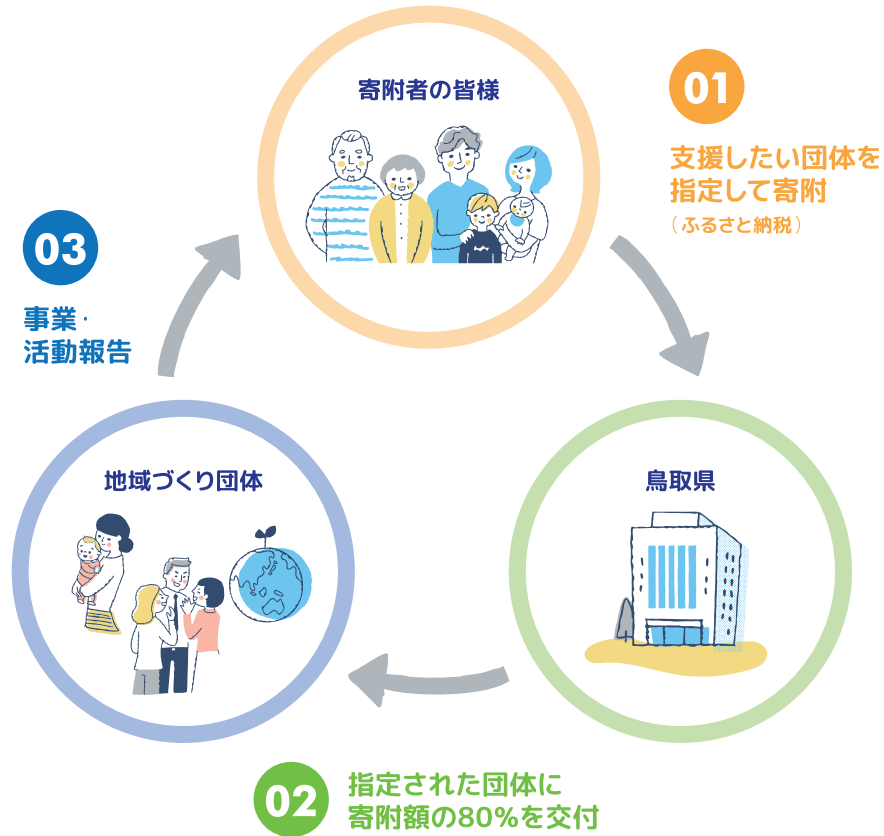 寄附者の皆様
01
支援したい団体を
指定して寄附
(ふるさと納税)
鳥取県
02
指定された団体に
寄附額の80%を交付
地域づくり団体
03
事業・
活動報告